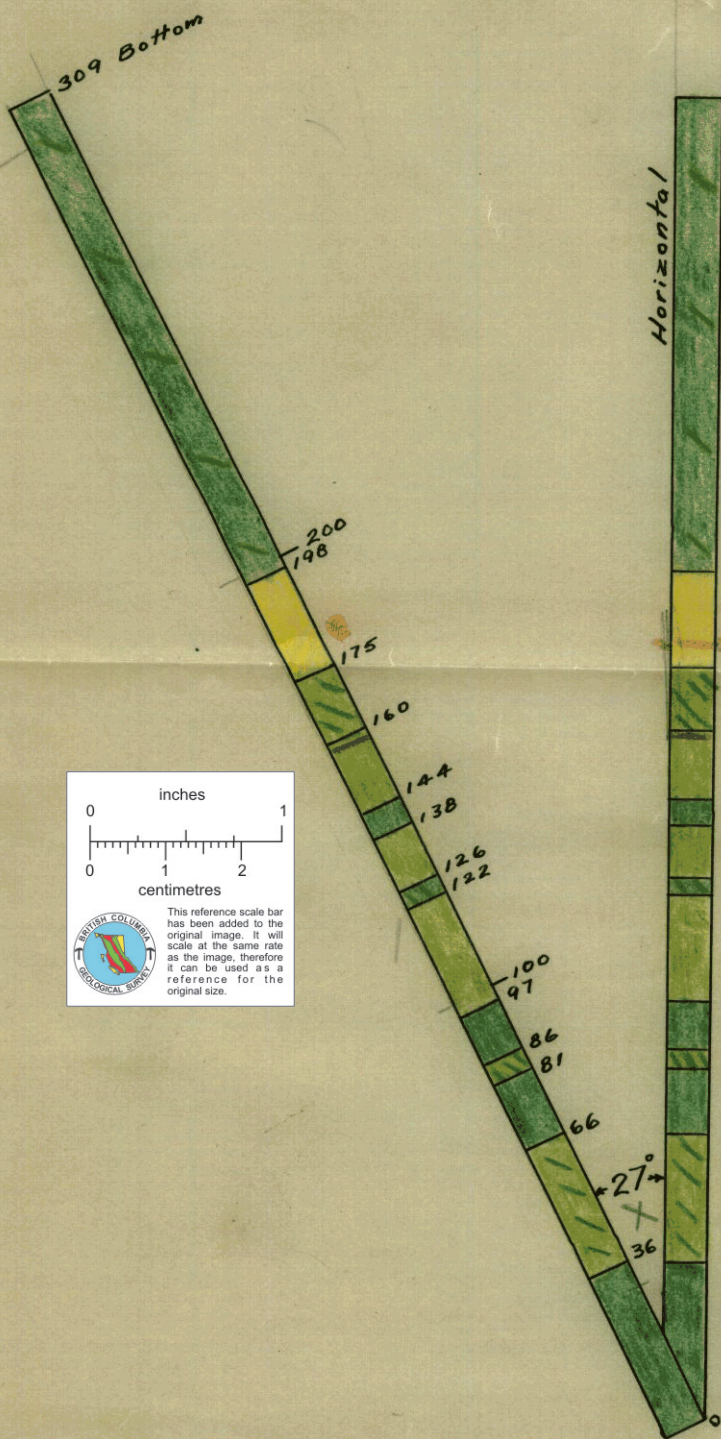 309 Bottom
Horizontal
200
198
175
160
144
138
126
122
100
97
86
81
66
27°
X
36
0
inches
0 1
0 1 2
centimetres
BRITISH COLUMBIA
GEOLOGICAL SURVEY
This reference scale bar
has been added to the
original image. It will
scale at the same rate
as the image, therefore
it can be used as a
reference for the
original size.